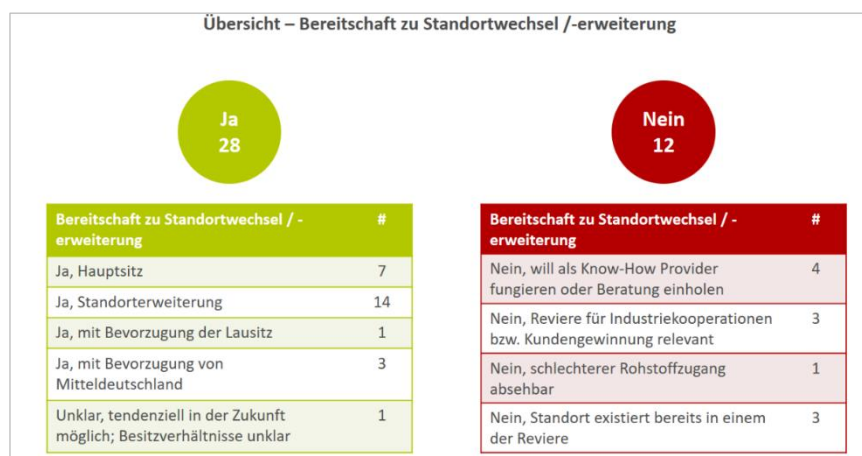 Übersicht – Bereitschaft zu Standortwechsel /-erweiterung
Ja
28
Nein
12
Bereitschaft zu Standortwechsel / - #
erweiterung
Ja, Hauptsitz 7
Ja, Standorterweiterung 14
Ja, mit Bevorzugung der Lausitz 1
Ja, mit Bevorzugung von 3
Mitteldeutschland
Unklar, tendenziell in der Zukunft 1
möglich; Besitzverhältnisse unklar
Bereitschaft zu Standortwechsel / - #
erweiterung
Nein, will als Know-How Provider 4
fungieren oder Beratung einholen
Nein, Reviere für Industriekooperationen 3
bzw. Kundengewinnung relevant
Nein, schlechterer Rohstoffzugang 1
absehbar
Nein, Standort existiert bereits in einem 3
der Reviere